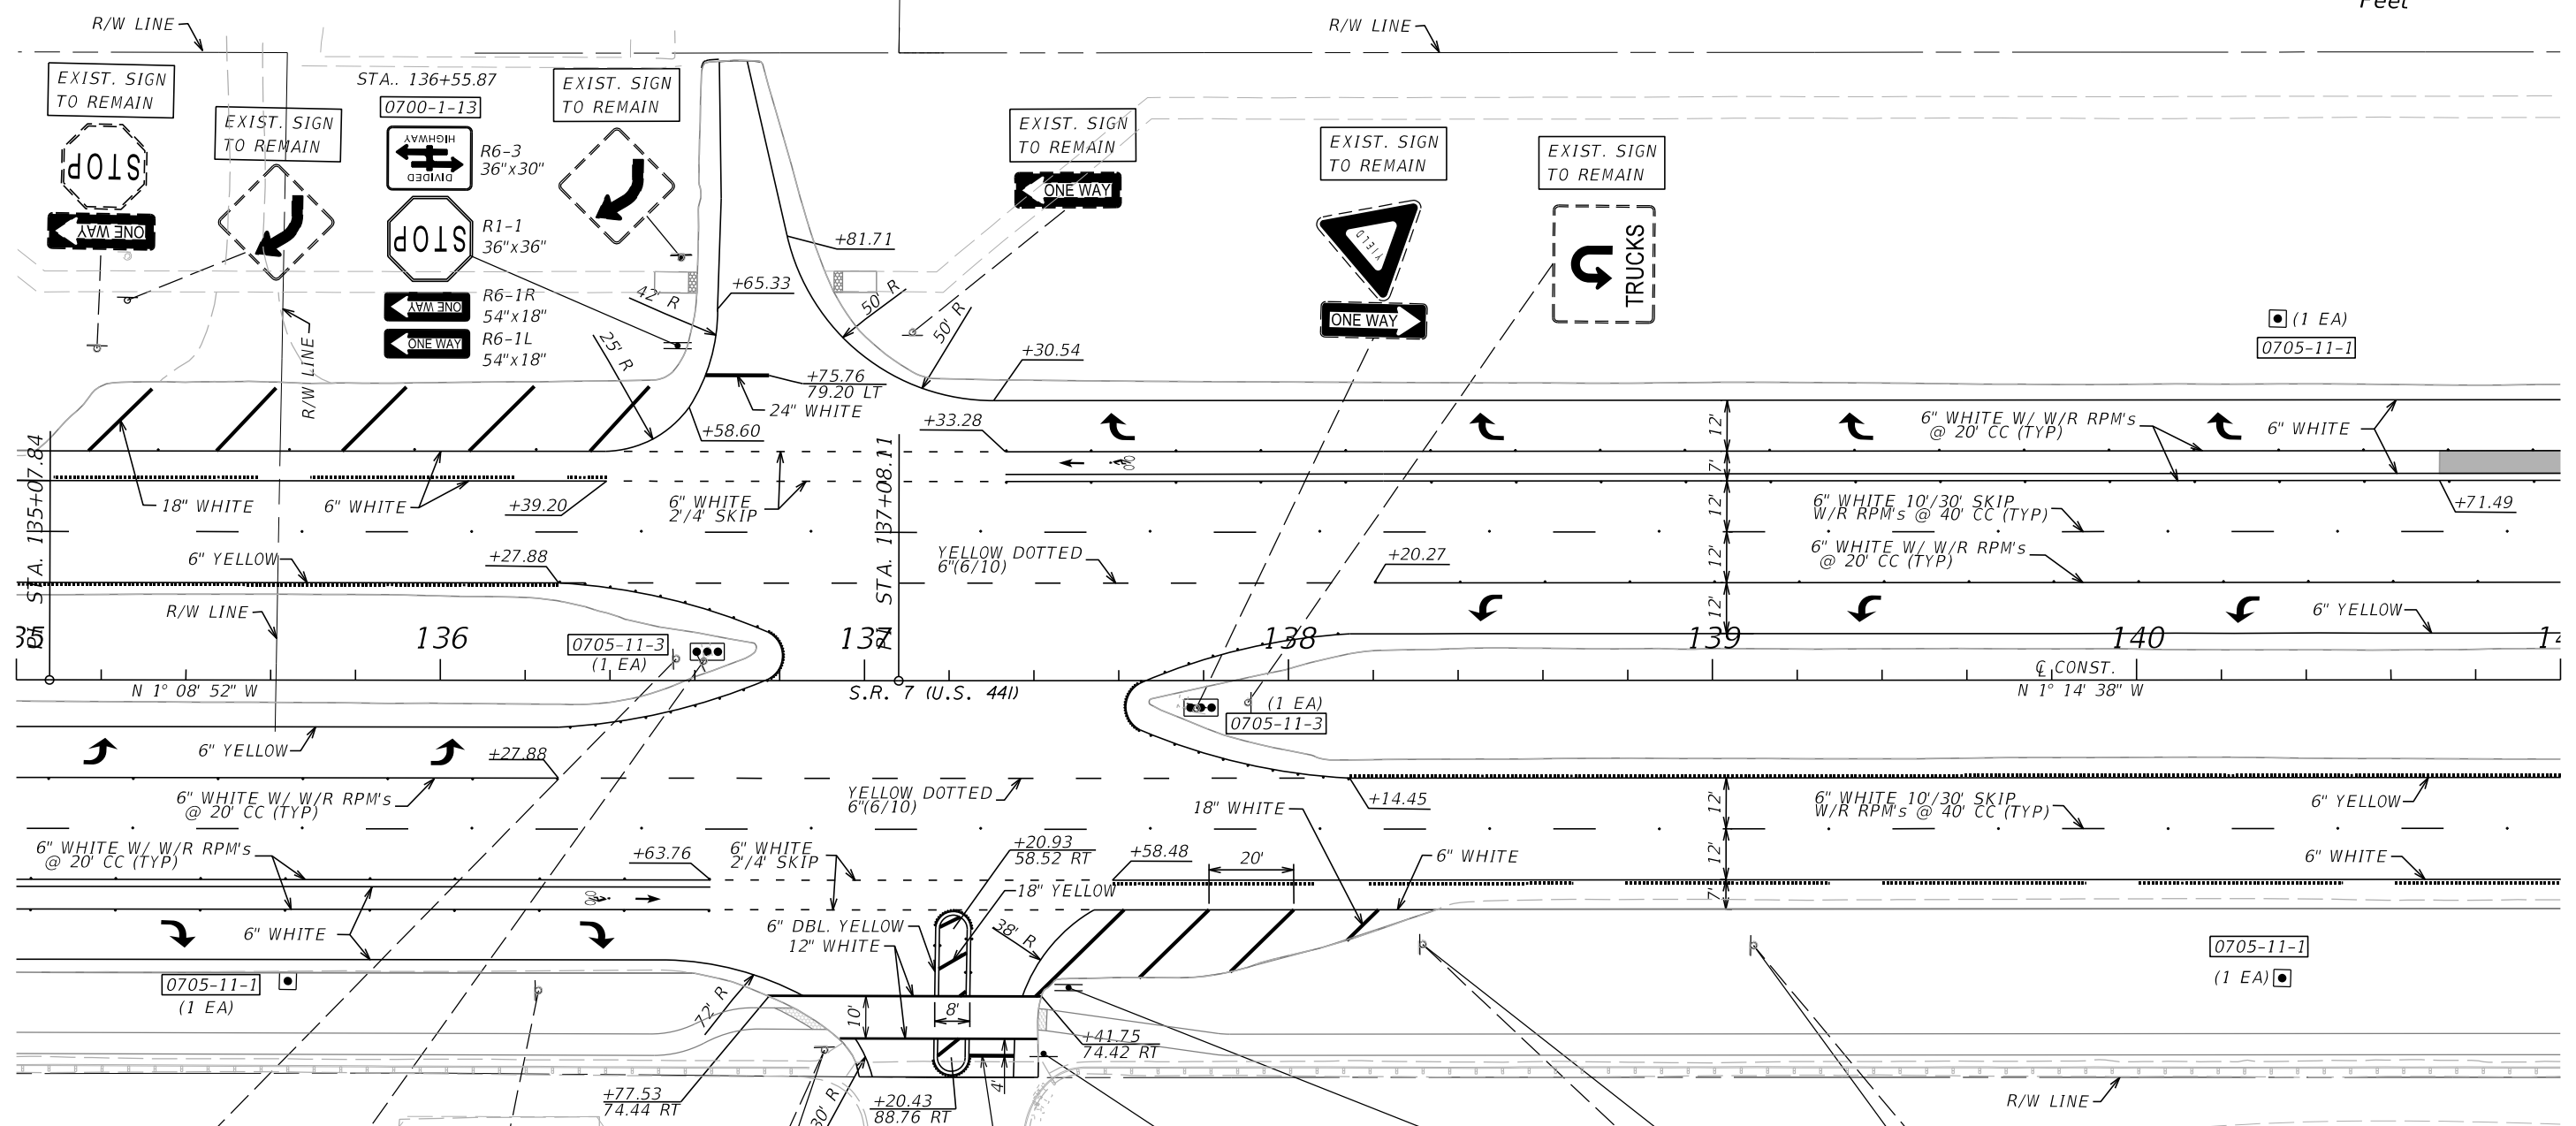 Feet
R/W LINE
R/W LINE
EXIST. SIGN
TO REMAIN
STOP
ONE WAY
EXIST. SIGN
TO REMAIN
STA.. 136+55.87
0700-1-13
HIGHWAY
DIVIDED
R6-3
36"x30"
STOP
R1-1
36"x36"
ONE WAY
R6-1R
54"x18"
ONE WAY
R6-1L
54"x18"
EXIST. SIGN
TO REMAIN
EXIST. SIGN
TO REMAIN
ONE WAY
EXIST. SIGN
TO REMAIN
YIELD
ONE WAY
EXIST. SIGN
TO REMAIN
TRUCKS
(1 EA)
0705-11-1
+81.71
+65.33
42' R
50' R
50' R
25' R
R/W LINE
+30.54
+75.76
79.20 LT
24" WHITE
+58.60
+33.28
12'
6" WHITE W/ W/R RPM's
@ 20' CC (TYP)
6" WHITE
7'
PI STA. 135+07.84
18" WHITE
6" WHITE
+39.20
6" WHITE
2'/4' SKIP
STA. 137+08.11
12'
6" WHITE 10'/30' SKIP
W/R RPM's @ 40' CC (TYP)
+71.49
6" YELLOW
+27.88
YELLOW DOTTED
6"(6/10)
+20.27
12'
6" WHITE W/ W/R RPM's
@ 20' CC (TYP)
R/W LINE
12'
6" YELLOW
136
137
138
139
140
0705-11-3
(1 EA)
N 1° 08' 52" W
S.R. 7 (U.S. 441)
(1 EA)
0705-11-3
℄ CONST.
N 1° 14' 38" W
6" YELLOW
+27.88
6" WHITE W/ W/R RPM's
@ 20' CC (TYP)
YELLOW DOTTED
6"(6/10)
18" WHITE
+14.45
12'
6" WHITE 10'/30' SKIP
W/R RPM's @ 40' CC (TYP)
6" YELLOW
6" WHITE W/ W/R RPM's
@ 20' CC (TYP)
+63.76
6" WHITE
2'/4' SKIP
+20.93
58.52 RT
+58.48
20'
6" WHITE
12'
6" WHITE
18" YELLOW
7'
6" WHITE
6" DBL. YELLOW
12" WHITE
38' R
0705-11-1
(1 EA)
0705-11-1
(1 EA)
72' R
10'
8'
+41.75
74.42 RT
4'
+77.53
74.44 RT
30' R
+20.43
88.76 RT
R/W LINE